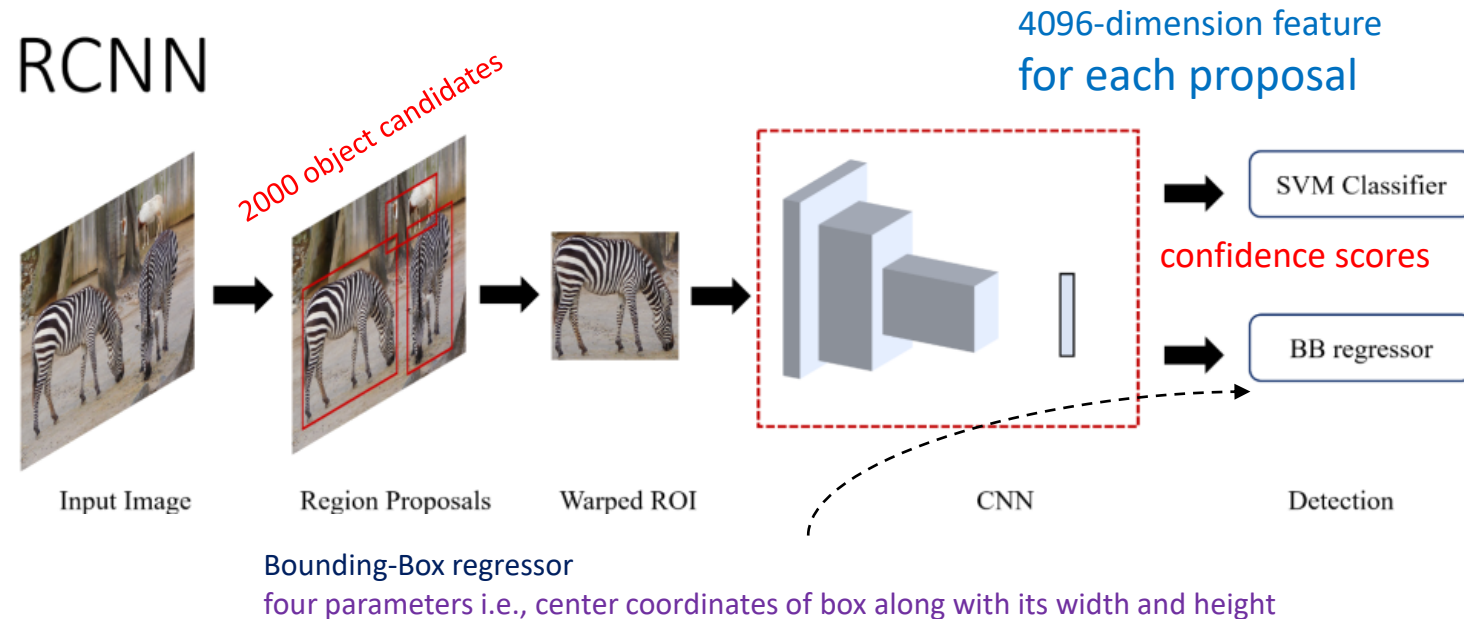 RCNN
4096-dimension feature
for each proposal
2000 object candidates
SVM Classifier
confidence scores
BB regressor
Input Image
Region Proposals
Warped ROI
CNN
Detection
Bounding-Box regressor
four parameters i.e., center coordinates of box along with its width and height